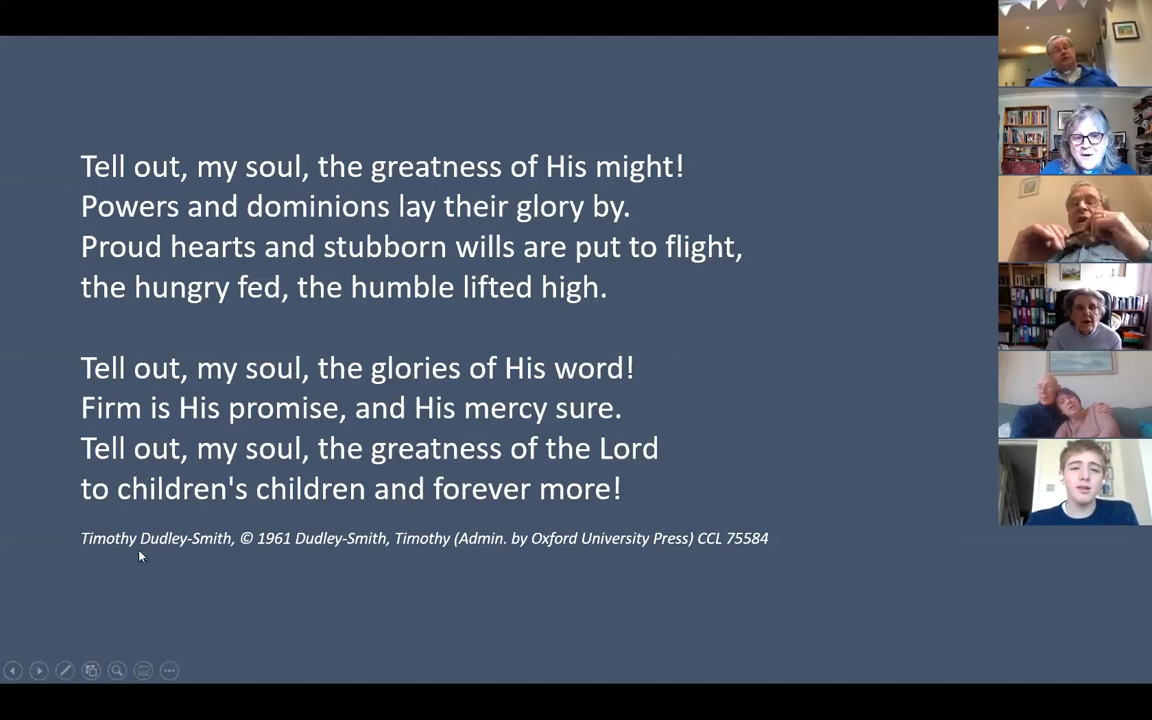 Tell out, my soul, the greatness of His might!
Powers and dominions lay their glory by.
Proud hearts and stubborn wills are put to flight,
the hungry fed, the humble lifted high.
Tell out, my soul, the glories of His word!
Firm is His promise, and His mercy sure.
Tell out, my soul, the greatness of the Lord
to children's children and forever more!
Timothy Dudley-Smith, © 1961 Dudley-Smith, Timothy (Admin. by Oxford University Press) CCL 75584